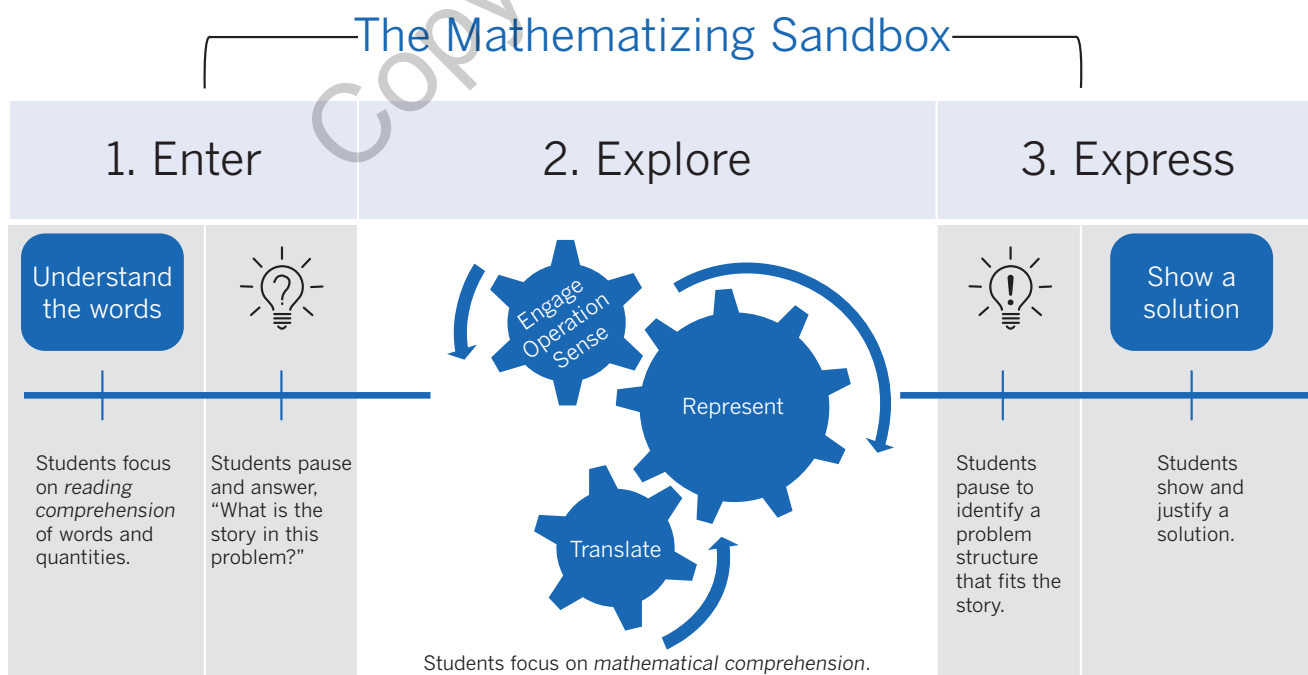 The Mathematizing Sandbox
Copy
1. Enter
2. Explore
3. Express
Understand
the words
?
Engage
Operation
Sense
Represent
Translate
!
Show a
solution
Students focus
on reading
comprehension
of words and
quantities.
Students pause
and answer,
“What is the
story in this
problem?”
Students focus on mathematical comprehension.
Students
pause to
identify a
problem
structure
that fits the
story.
Students
show and
justify a
solution.